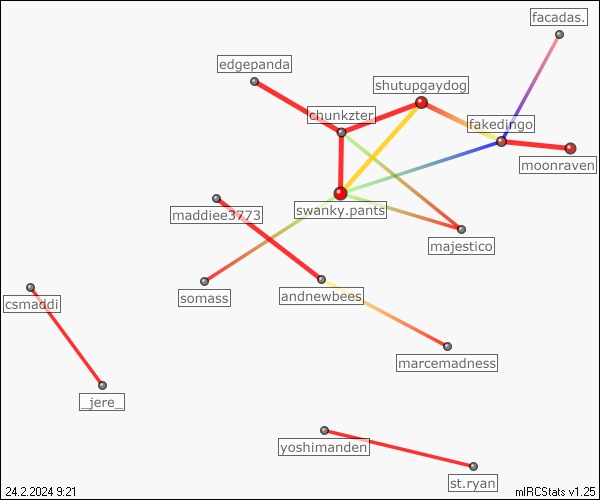 facadas.
edgepanda
shutupgaydog
chunkzter
fakedingo
moonraven
swanky.pants
maddiee3773
majestico
somass
andnewbees
csmaddi
marcemadness
_jere_
yoshimanden
st.ryan
24.2.2024 9:21
mIRCStats v1.25